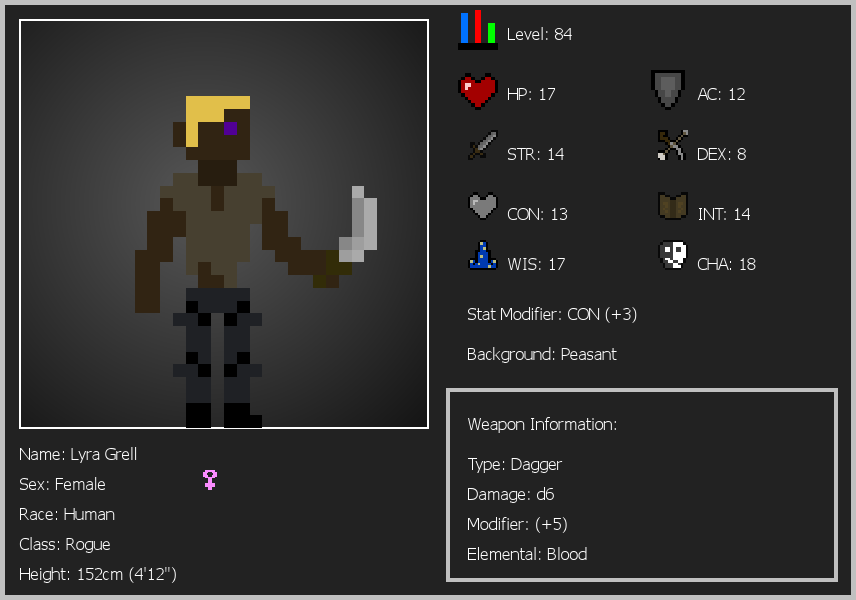 Level: 84
HP: 17
AC: 12
STR: 14
DEX: 8
CON: 13
INT: 14
WIS: 17
CHA: 18
Stat Modifier: CON (+3)
Background: Peasant
Weapon Information:
Type: Dagger
Damage: d6
Modifier: (+5)
Elemental: Blood
Name: Lyra Grell
Sex: Female
Race: Human
Class: Rogue
Height: 152cm (4'12")